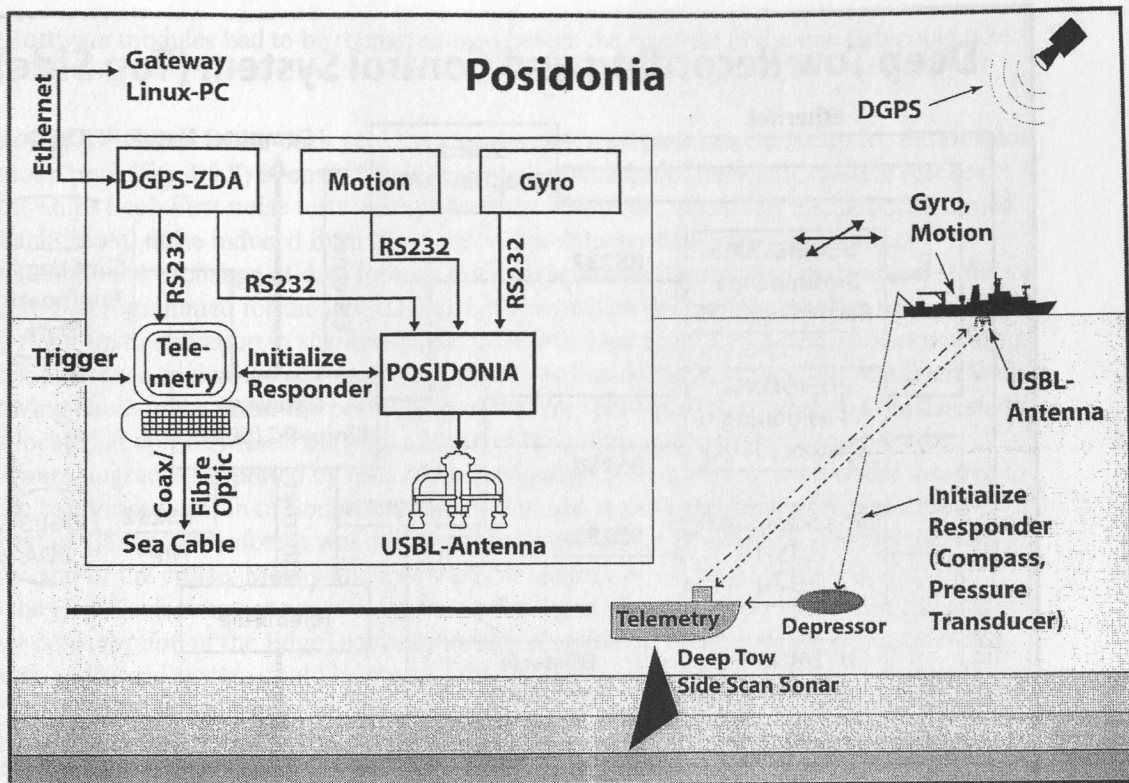 Posidonia
Ethernet
Gateway
Linux-PC
DGPS-ZDA
Motion
Gyro
RS232
RS232
RS232
RS232
Trigger
Tele-
metry
Initialize
Responder
POSIDONIA
Coax/
Fibre
Optic
Sea Cable
USBL-Antenna
DGPS
Gyro,
Motion
USBL-
Antenna
Initialize
Responder
(Compass,
Pressure
Transducer)
Telemetry
Depressor
Deep Tow
Side Scan Sonar